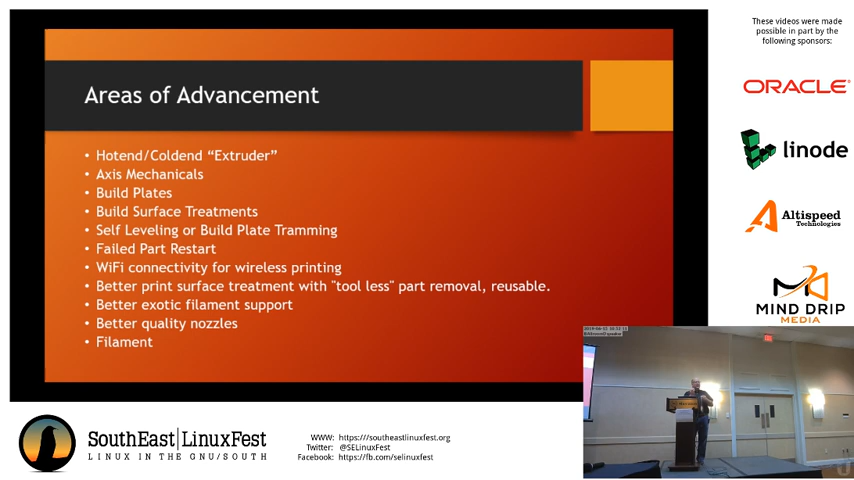 These videos were made
possible in part by the
following sponsors:
ORACLE
linode
Altispeed
Technologies
MIND DRIP
MEDIA
Areas of Advancement
• Hotend/Coldend “Extruder”
• Axis Mechanicals
• Build Plates
• Build Surface Treatments
• Self Leveling or Build Plate Tramming
• Failed Part Restart
• WiFi connectivity for wireless printing
• Better print surface treatment with "tool less" part removal, reusable.
• Better exotic filament support
• Better quality nozzles
• Filament
SouthEast|LinuxFest
LINUX IN THE GNU/SOUTH
WWW: https://southeastlinuxfest.org
Twitter: @SELinuxFest
Facebook: https://fb.com/selinuxfest